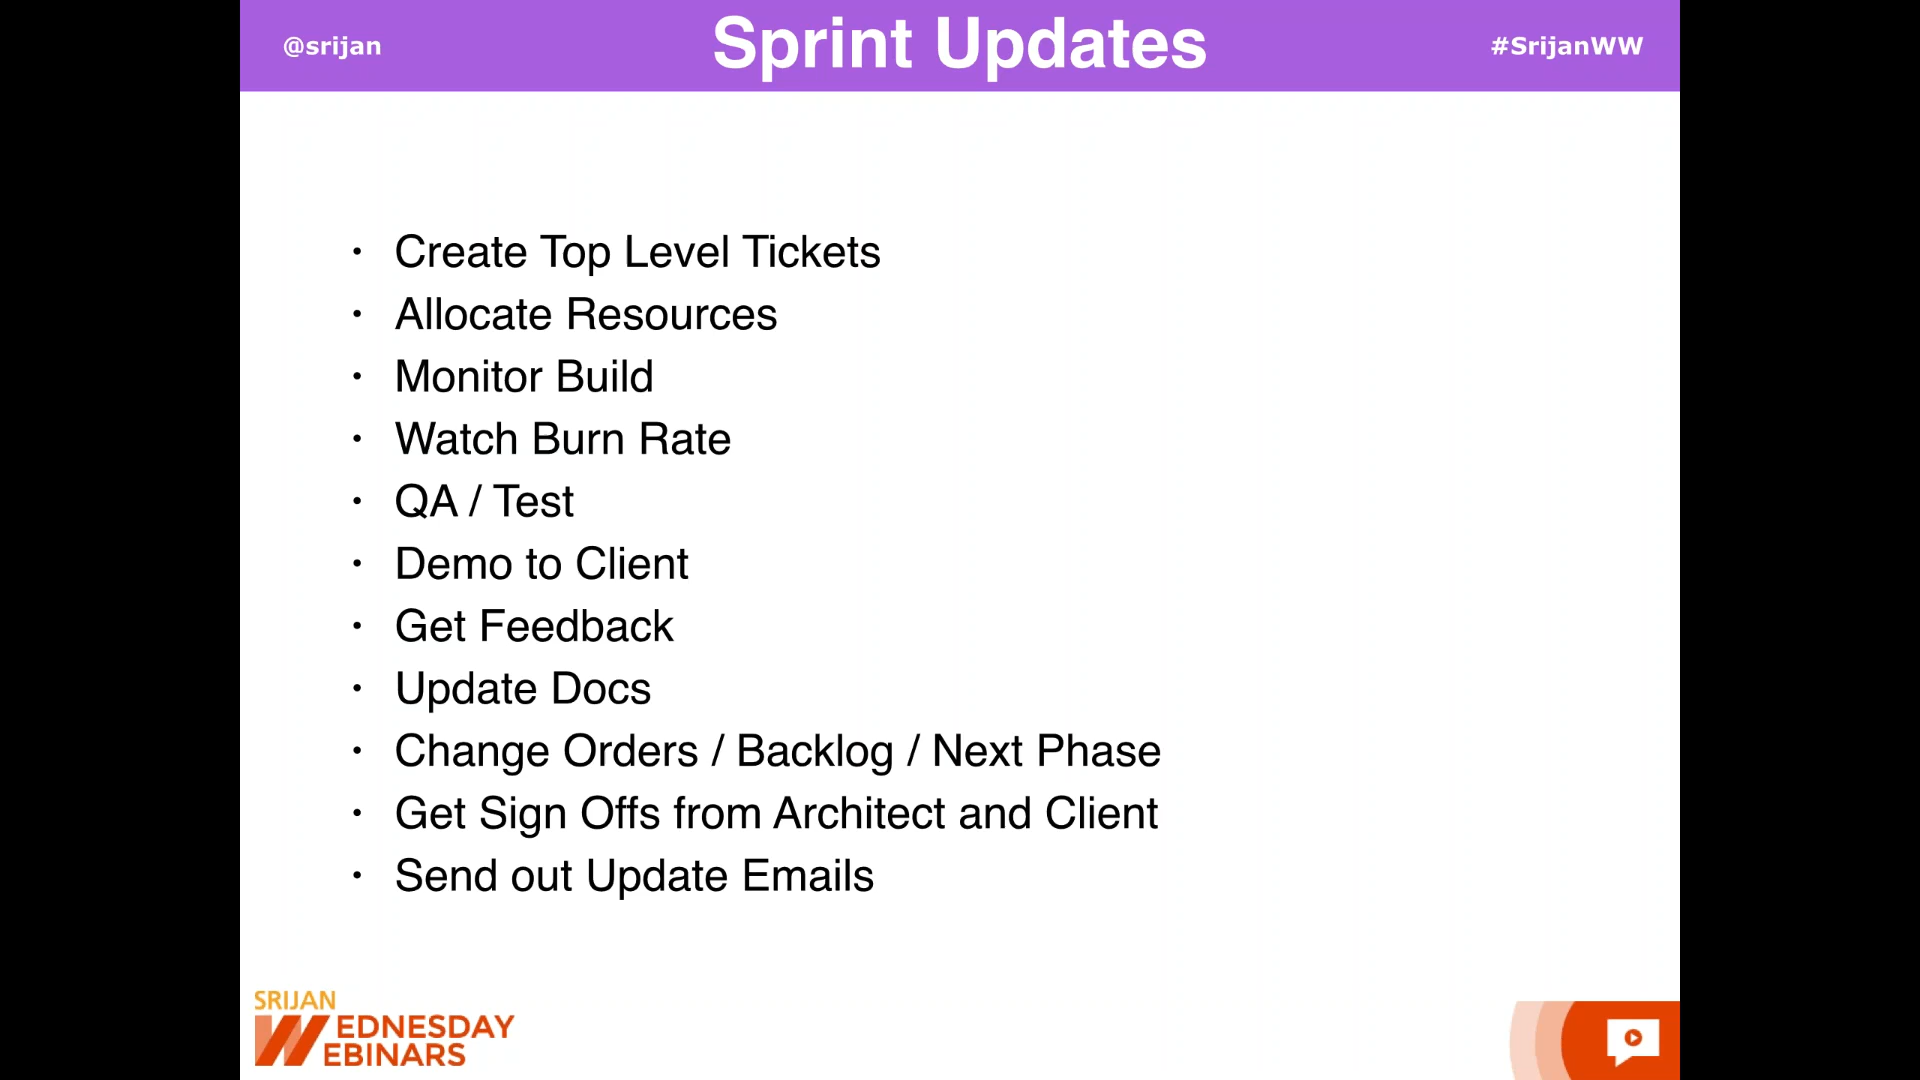 @srijan
Sprint Updates
#SrijanWW
• Create Top Level Tickets
• Allocate Resources
• Monitor Build
• Watch Burn Rate
• QA / Test
• Demo to Client
• Get Feedback
• Update Docs
• Change Orders / Backlog / Next Phase
• Get Sign Offs from Architect and Client
• Send out Update Emails
SRIJAN
WEDNESDAY
WEBINARS